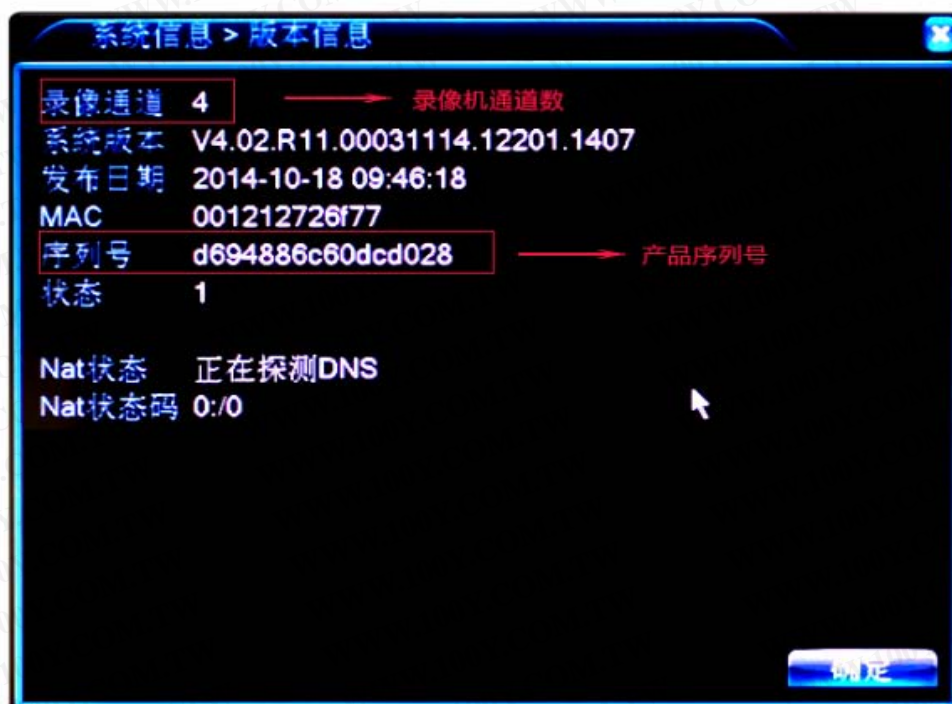 系统信息 > 版本信息
录像通道 4 录像机通道数
系统版本 V4.02.R11.00031114.12201.1407
发布日期 2014-10-18 09:46:18
MAC 001212726f77
序列号 d694886c60dcd028 产品序列号
状态 1
Nat状态 正在探测DNS
Nat状态码 0:/0
确定